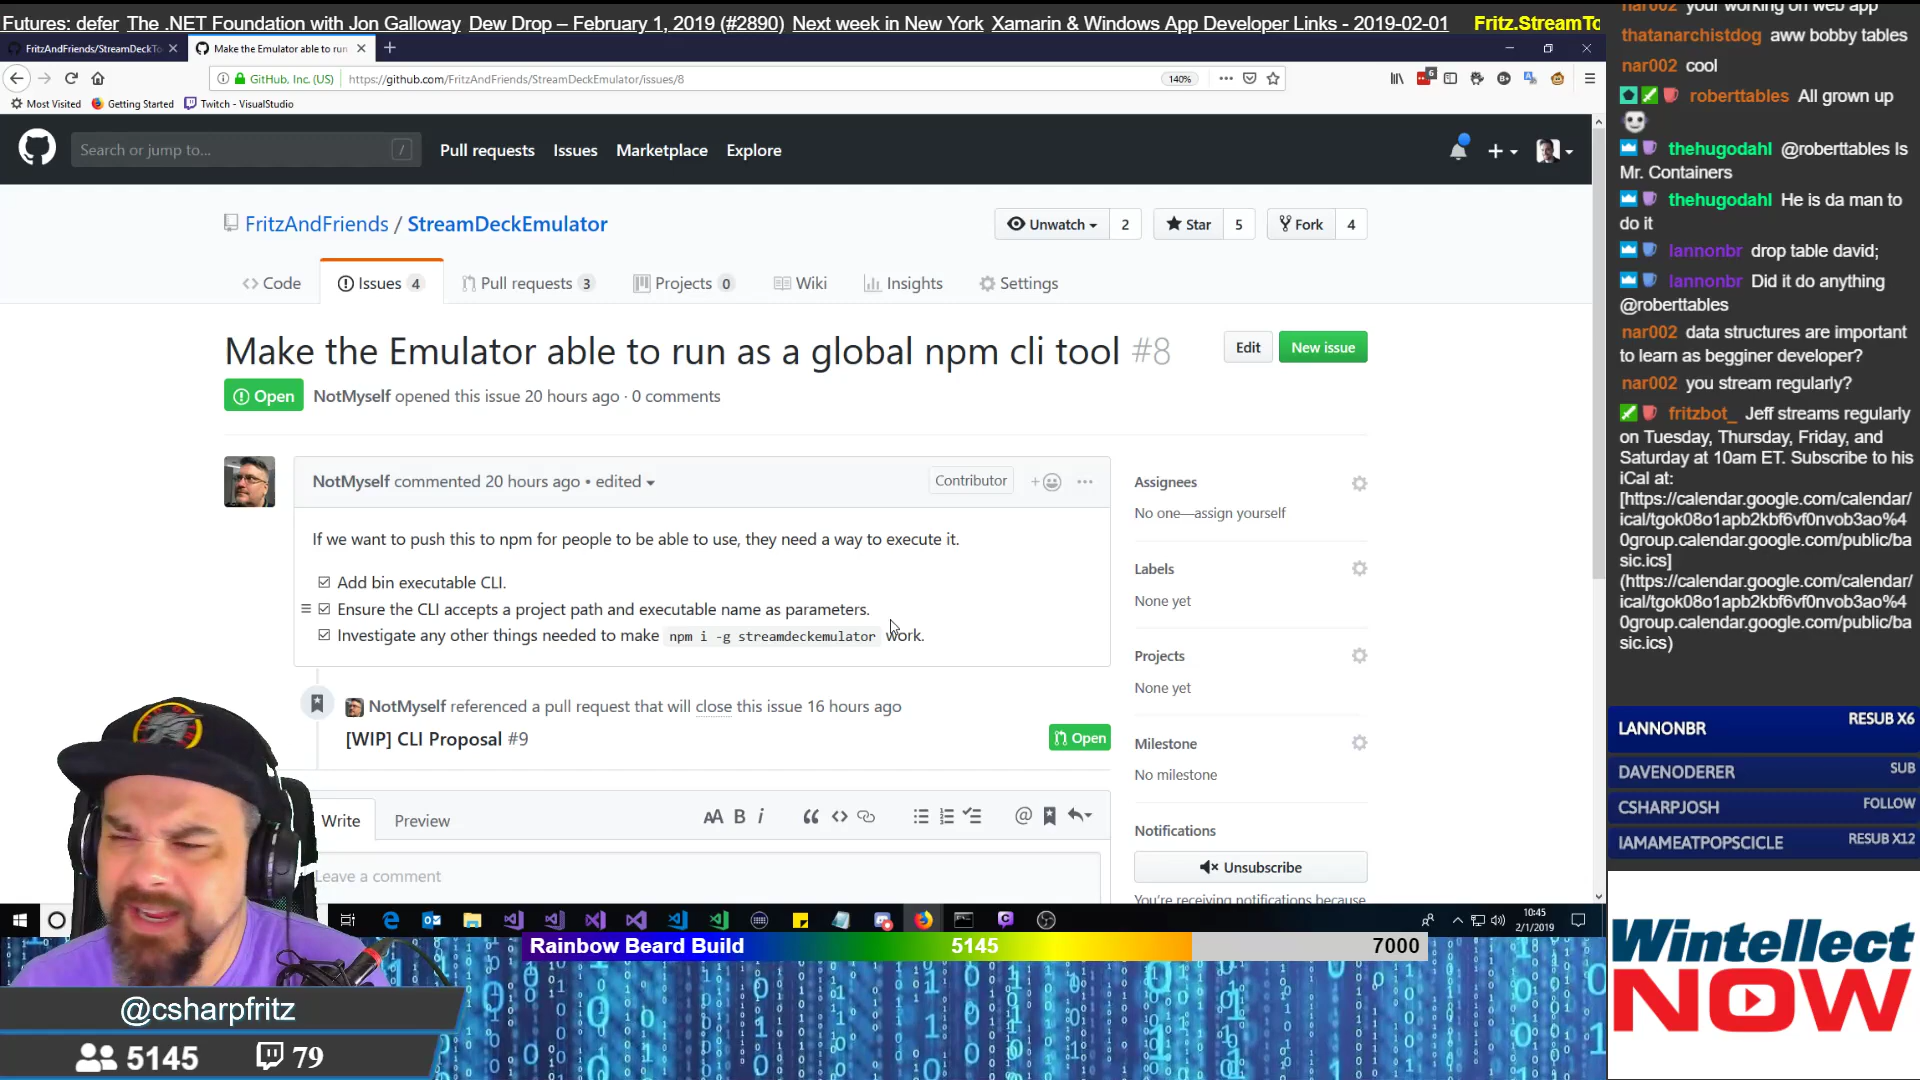 Futures: defer The .NET Foundation with Jon Galloway Dew Drop – February 1, 2019 (#2890) Next week in New York Xamarin & Windows App Developer Links - 2019-02-01 Fritz.StreamTo
FritzAndFriends/StreamDeckTo
Make the Emulator able to run
GitHub, Inc. (US)
https://github.com/FritzAndFriends/StreamDeckEmulator/issues/8
140%
6
Most Visited
Getting Started
Twitch - VisualStudio
Search or jump to...
/
Pull requests
Issues
Marketplace
Explore
FritzAndFriends / StreamDeckEmulator
Unwatch
2
Star
5
Fork
4
Code
Issues 4
Pull requests 3
Projects 0
Wiki
Insights
Settings
Make the Emulator able to run as a global npm cli tool #8
Edit
New issue
Open
NotMyself opened this issue 20 hours ago · 0 comments
NotMyself commented 20 hours ago • edited
Contributor
If we want to push this to npm for people to be able to use, they need a way to execute it.
Add bin executable CLI.
Ensure the CLI accepts a project path and executable name as parameters.
Investigate any other things needed to make npm i -g streamdeckemulator work.
NotMyself referenced a pull request that will close this issue 16 hours ago
[WIP] CLI Proposal #9
Open
Write
Preview
AA B i
Leave a comment
Assignees
No one—assign yourself
Labels
None yet
Projects
None yet
Milestone
No milestone
Notifications
Unsubscribe
You're receiving notifications because
10:45
2/1/2019
Rainbow Beard Build
5145
7000
@csharpfritz
5145
79
nar002 your working on web app
thatanarchistdog aww bobby tables
nar002 cool
roberttables All grown up
thehugodahl @roberttables Is
Mr. Containers
thehugodahl He is da man to
do it
lannonbr drop table david;
lannonbr Did it do anything
@roberttables
nar002 data structures are important
to learn as begginer developer?
nar002 you stream regularly?
fritzbot_ Jeff streams regularly
on Tuesday, Thursday, Friday, and
Saturday at 10am ET. Subscribe to his
iCal at:
[https://calendar.google.com/calendar/
ical/tgok08o1apb2kbf6vf0nvob3ao%4
0group.calendar.google.com/public/ba
sic.ics]
(https://calendar.google.com/calendar/
ical/tgok08o1apb2kbf6vf0nvob3ao%4
0group.calendar.google.com/public/ba
sic.ics)
LANNONBR RESUB X6
DAVENODERER SUB
CSHARPJOSH FOLLOW
IAMAMEATPOPSCICLE RESUB X12
Wintellect
NOW